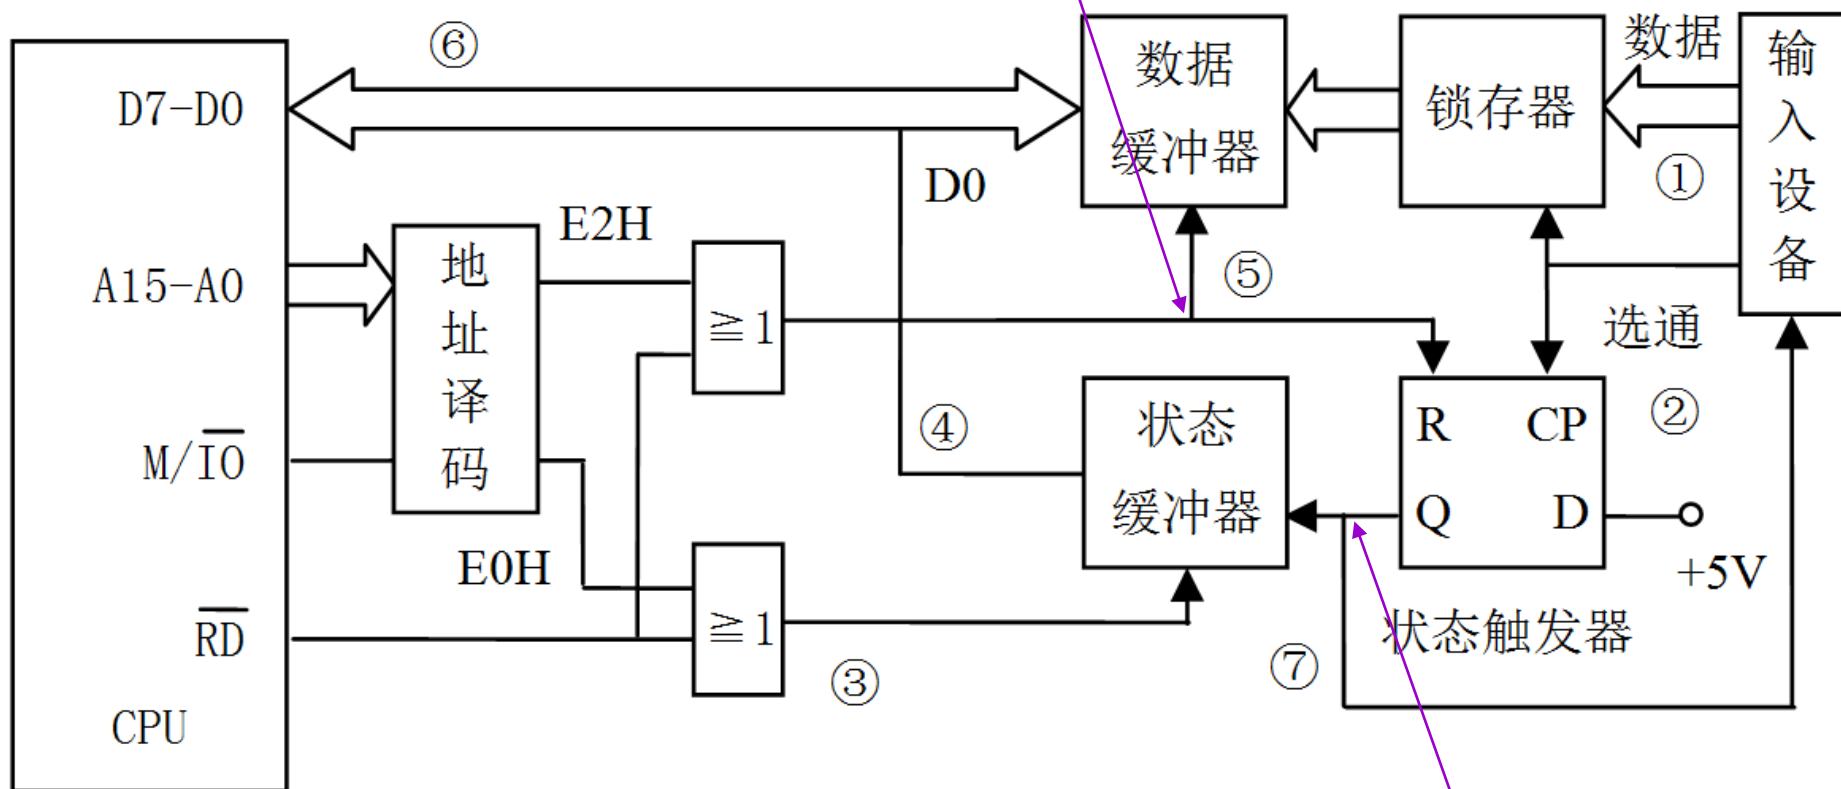 ⑥
D7-D0
A15-A0
M/I̅O̅
R̅D̅
CPU
地址译码
E2H
E0H
≧1
≧1
③
D0
④
数据
缓冲器
⑤
状态
缓冲器
锁存器
数据
①
输入设备
选通
②
R CP
Q D
+5V
状态触发器
⑦